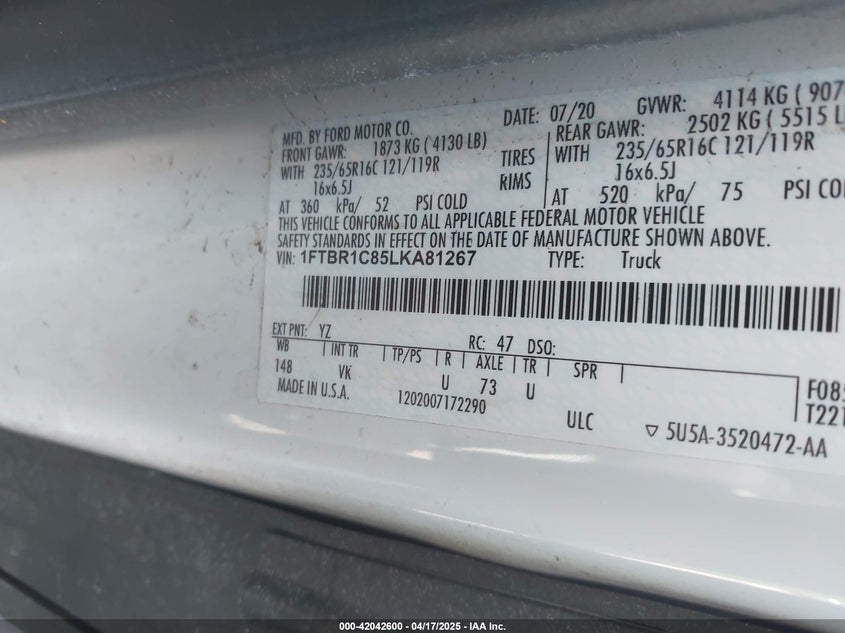 MFD. BY FORD MOTOR CO. DATE: 07/20 GVWR: 4114 KG ( 907
FRONT GAWR: 1873 KG ( 4130 LB) REAR GAWR: 2502 KG ( 5515 L
WITH 235/65R16C 121/119R TIRES WITH 235/65R16C 121/119R
16x6.5J RIMS 16x6.5J
AT 360 kPa/ 52 PSI COLD AT 520 kPa/ 75 PSI CO
THIS VEHICLE CONFORMS TO ALL APPLICABLE FEDERAL MOTOR VEHICLE
SAFETY STANDARDS IN EFFECT ON THE DATE OF MANUFACTURE SHOWN ABOVE.
VIN: 1FTBR1C85LKA81267 TYPE: Truck
EXT PNT: YZ RC: 47 DSO:
WB INT TR TP/PS R AXLE TR SPR
148 VK U 73 U
F085
T221
MADE IN U.S.A. 1202007172290 ULC
5U5A-3520472-AA
000-42042600 - 04/17/2025 - IAA Inc.